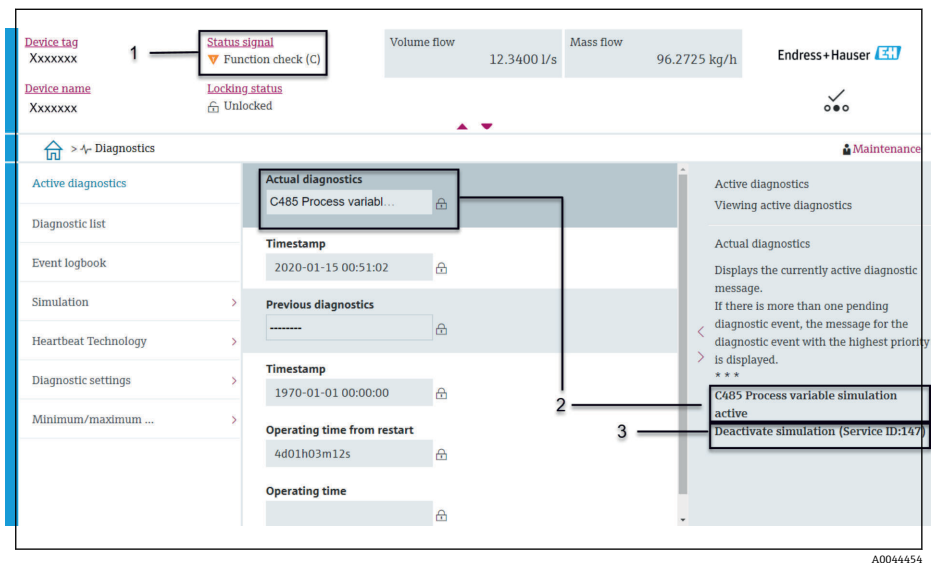 Device tag
Xxxxxxx
1
Status signal
Function check (C)
Volume flow
12.3400 l/s
Mass flow
96.2725 kg/h
Endress+Hauser EH
Device name
Xxxxxxx
Locking status
Unlocked
> Diagnostics
Maintenance
Active diagnostics
Diagnostic list
Event logbook
Simulation >
Heartbeat Technology >
Diagnostic settings >
Minimum/maximum ... >
Actual diagnostics
C485 Process variabl...
Timestamp
2020-01-15 00:51:02
Previous diagnostics
--------
Timestamp
1970-01-01 00:00:00
Operating time from restart
4d01h03m12s
Operating time
2
3
Active diagnostics
Viewing active diagnostics
Actual diagnostics
Displays the currently active diagnostic
message.
If there is more than one pending
diagnostic event, the message for the
diagnostic event with the highest priority
is displayed.
* * *
C485 Process variable simulation
active
Deactivate simulation (Service ID:147)
A0044454